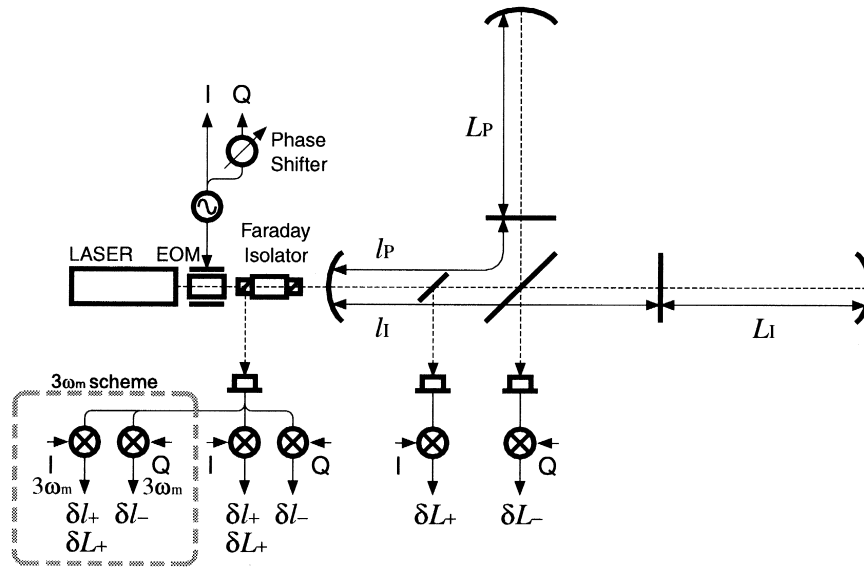 I Q
Phase
Shifter
LP
LASER EOM
Faraday
Isolator
lP
lI
LI
3ωm scheme
I Q I Q I Q
3ωm 3ωm
δl+ δl− δl+ δl− δL+ δL−
δL+ δL+